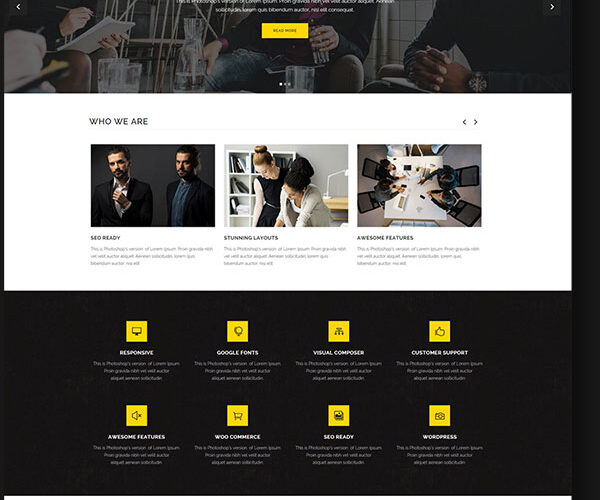 This is Photoshop's version of Lorem Ipsum. Proin gravida nibh vel velit auctor Aenean
sollicitudin, quis bibendum auctor, nisi elit consequat.
READ MORE
WHO WE ARE
SEO READY
This is Photoshop's version of Lorem Ipsum. Proin gravida nibh
vel velit auctor aliquet. Aenean sollicitudin, lorem quis
bibendum auctor, nisi elit.
STUNNING LAYOUTS
This is Photoshop's version of Lorem Ipsum. Proin gravida nibh
vel velit auctor aliquet. Aenean sollicitudin, lorem quis
bibendum auctor, nisi elit.
AWESOME FEATURES
This is Photoshop's version of Lorem Ipsum. Proin gravida nibh
vel velit auctor aliquet. Aenean sollicitudin, lorem quis
bibendum auctor, nisi elit.
RESPONSIVE
This is Photoshop's version of Lorem Ipsum
Proin gravida nibh vel velit auctor
aliquet aenean sollicitudin.
GOOGLE FONTS
This is Photoshop's version of Lorem Ipsum
Proin gravida nibh vel velit auctor
aliquet aenean sollicitudin.
VISUAL COMPOSER
This is Photoshop's version of Lorem Ipsum
Proin gravida nibh vel velit auctor
aliquet aenean sollicitudin.
CUSTOMER SUPPORT
This is Photoshop's version of Lorem Ipsum
Proin gravida nibh vel velit auctor
aliquet aenean sollicitudin.
AWESOME FEATURES
This is Photoshop's version of Lorem Ipsum
Proin gravida nibh vel velit auctor
aliquet aenean sollicitudin.
WOO COMMERCE
This is Photoshop's version of Lorem Ipsum
Proin gravida nibh vel velit auctor
aliquet aenean sollicitudin.
SEO READY
This is Photoshop's version of Lorem Ipsum
Proin gravida nibh vel velit auctor
aliquet aenean sollicitudin.
WORDPRESS
This is Photoshop's version of Lorem Ipsum
Proin gravida nibh vel velit auctor
aliquet aenean sollicitudin.